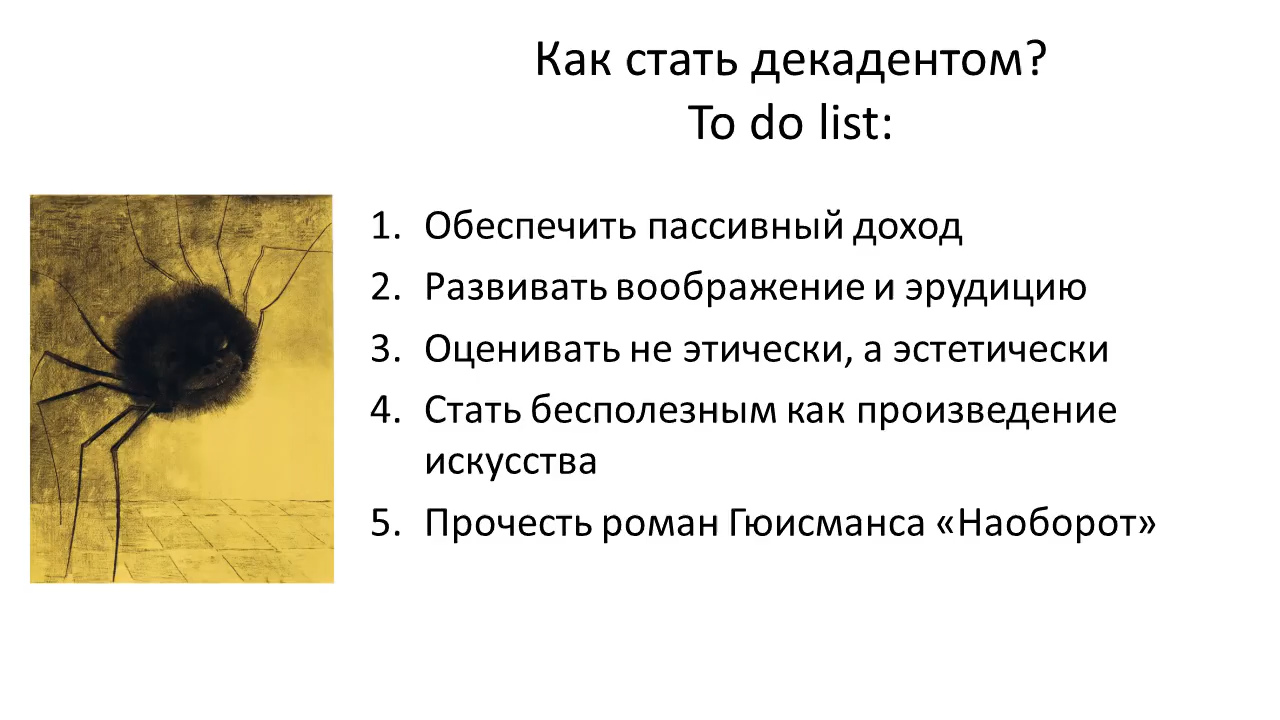 Как стать декадентом?
To do list:
1. Обеспечить пассивный доход
2. Развивать воображение и эрудицию
3. Оценивать не этически, а эстетически
4. Стать бесполезным как произведение
искусства
5. Прочесть роман Гюисманса «Наоборот»